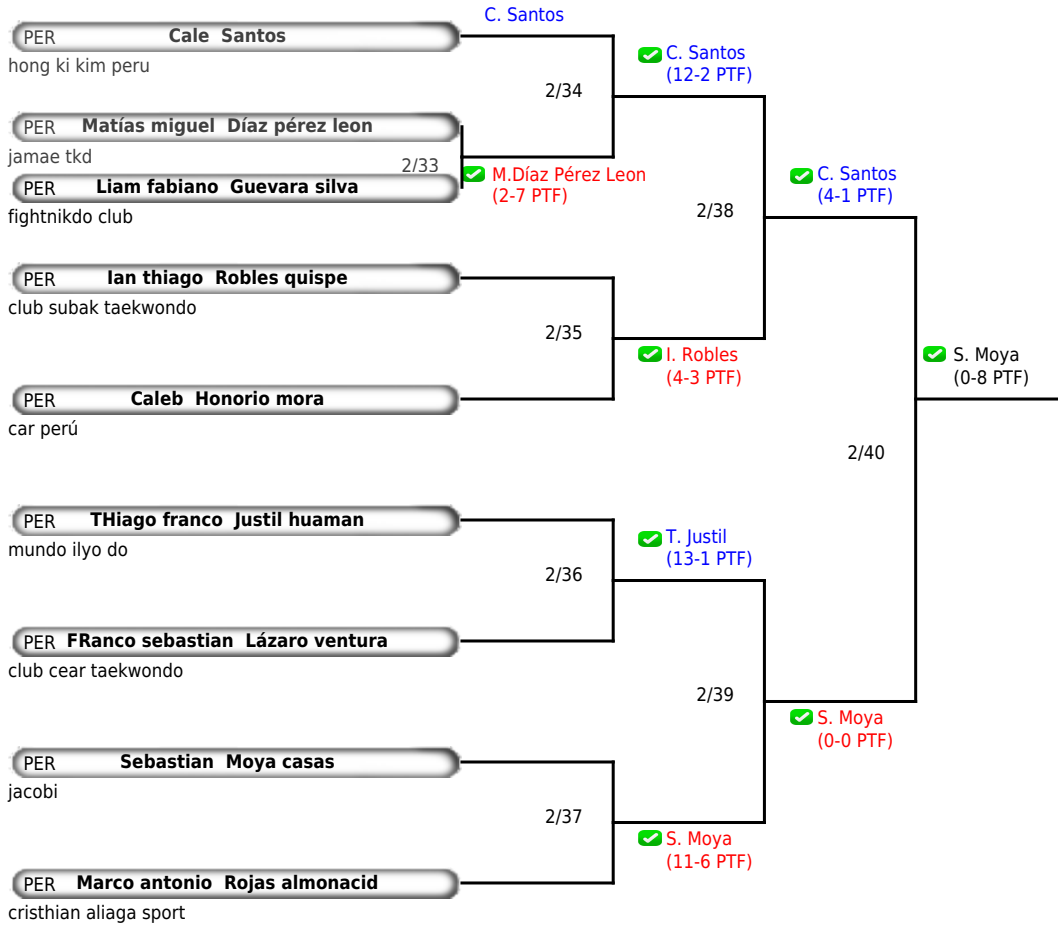 C. Santos
PER Cale Santos
hong ki kim peru
C. Santos
(12-2 PTF)
2/34
PER Matías miguel Díaz pérez leon
jamae tkd
2/33
M.Díaz Pérez Leon
(2-7 PTF)
PER Liam fabiano Guevara silva
fightnikdo club
C. Santos
(4-1 PTF)
2/38
PER Ian thiago Robles quispe
club subak taekwondo
2/35
I. Robles
(4-3 PTF)
S. Moya
(0-8 PTF)
PER Caleb Honorio mora
car perú
2/40
PER THiago franco Justil huaman
mundo ilyo do
T. Justil
(13-1 PTF)
2/36
PER FRanco sebastian Lázaro ventura
club cear taekwondo
2/39
S. Moya
(0-0 PTF)
PER Sebastian Moya casas
jacobi
2/37
S. Moya
(11-6 PTF)
PER Marco antonio Rojas almonacid
cristhian aliaga sport